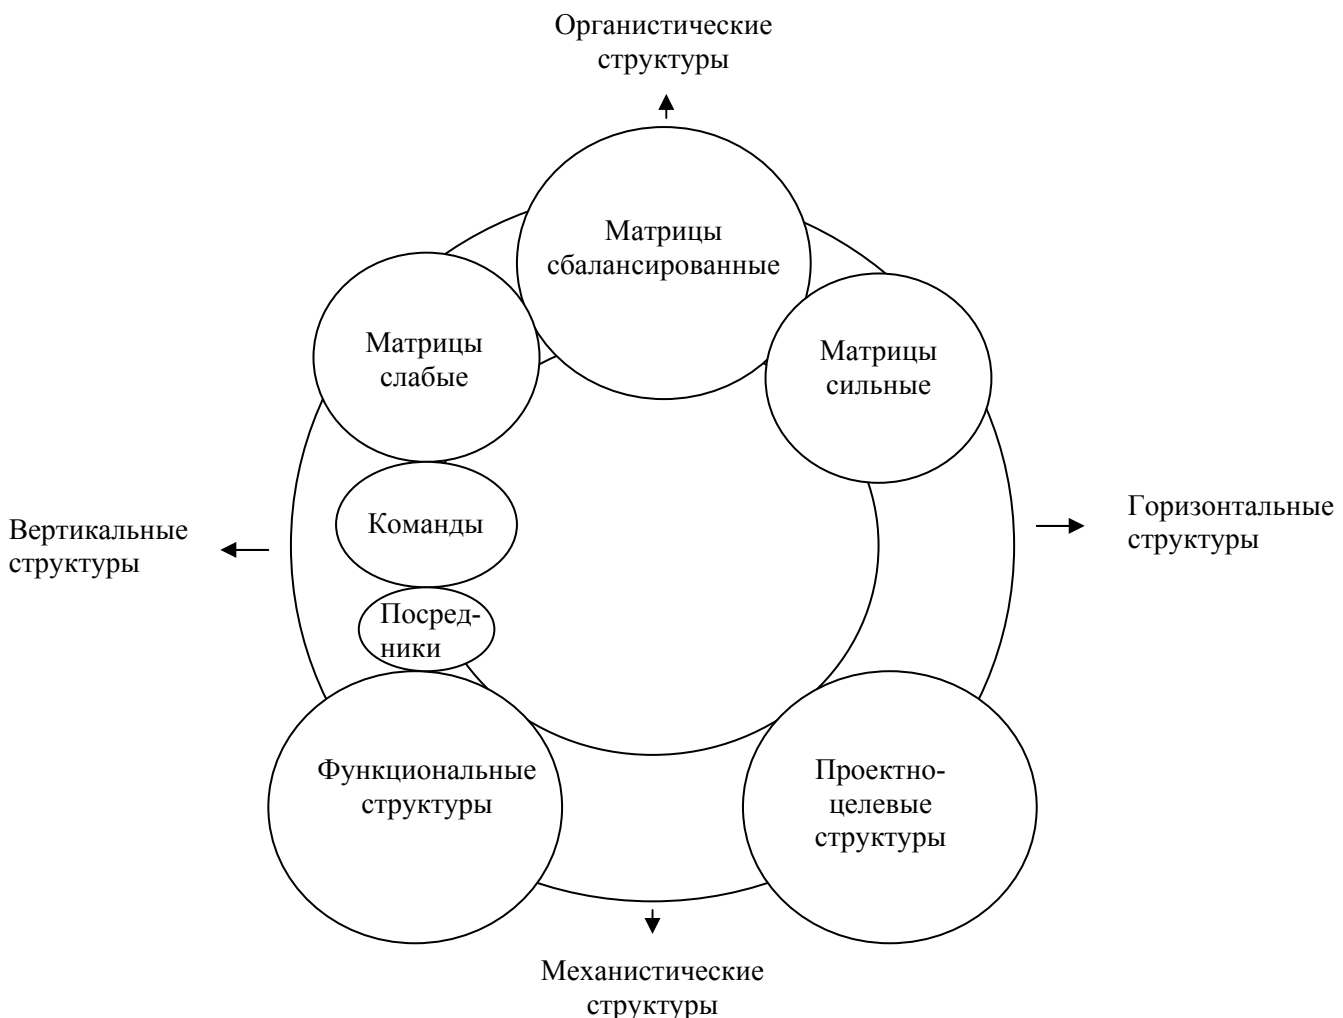 Органистические
структуры
Матрицы
сбалансированные
Матрицы
слабые
Матрицы
сильные
Команды
Вертикальные
структуры
Горизонтальные
структуры
Посред-
ники
Функциональные
структуры
Проектно-
целевые
структуры
Механистические
структуры